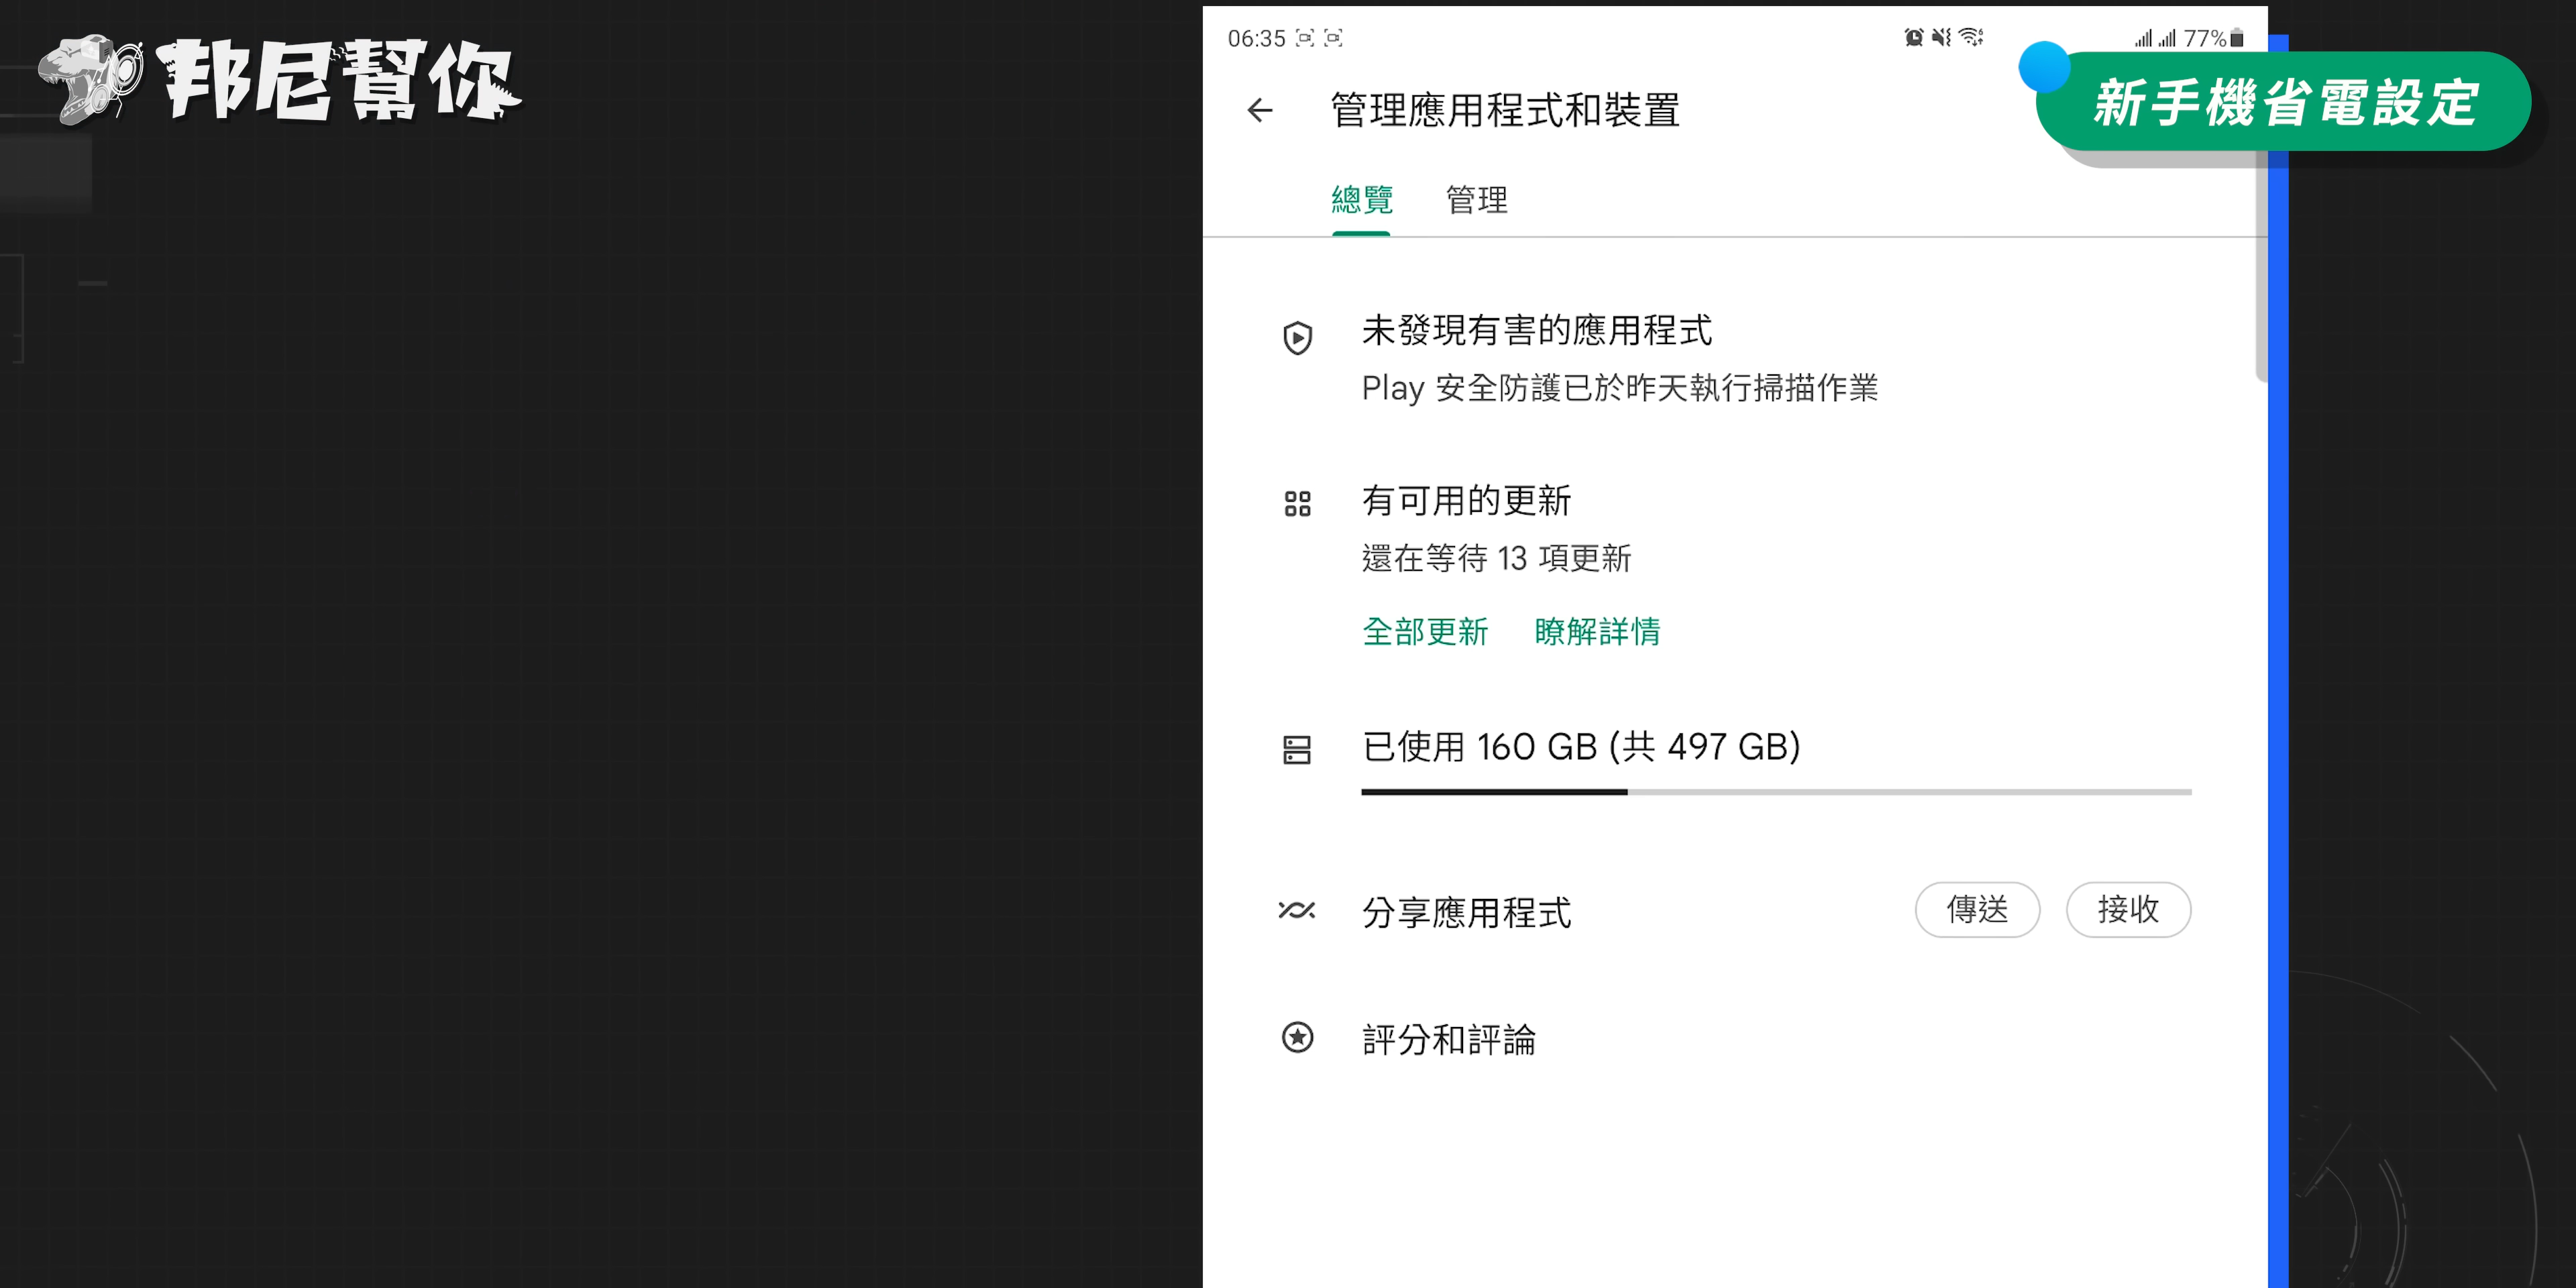 邦尼幫你
06:35
77%
新手機省電設定
管理應用程式和裝置
總覽 管理
未發現有害的應用程式
Play 安全防護已於昨天執行掃描作業
有可用的更新
還在等待 13 項更新
全部更新 瞭解詳情
已使用 160 GB (共 497 GB)
分享應用程式 傳送 接收
評分和評論